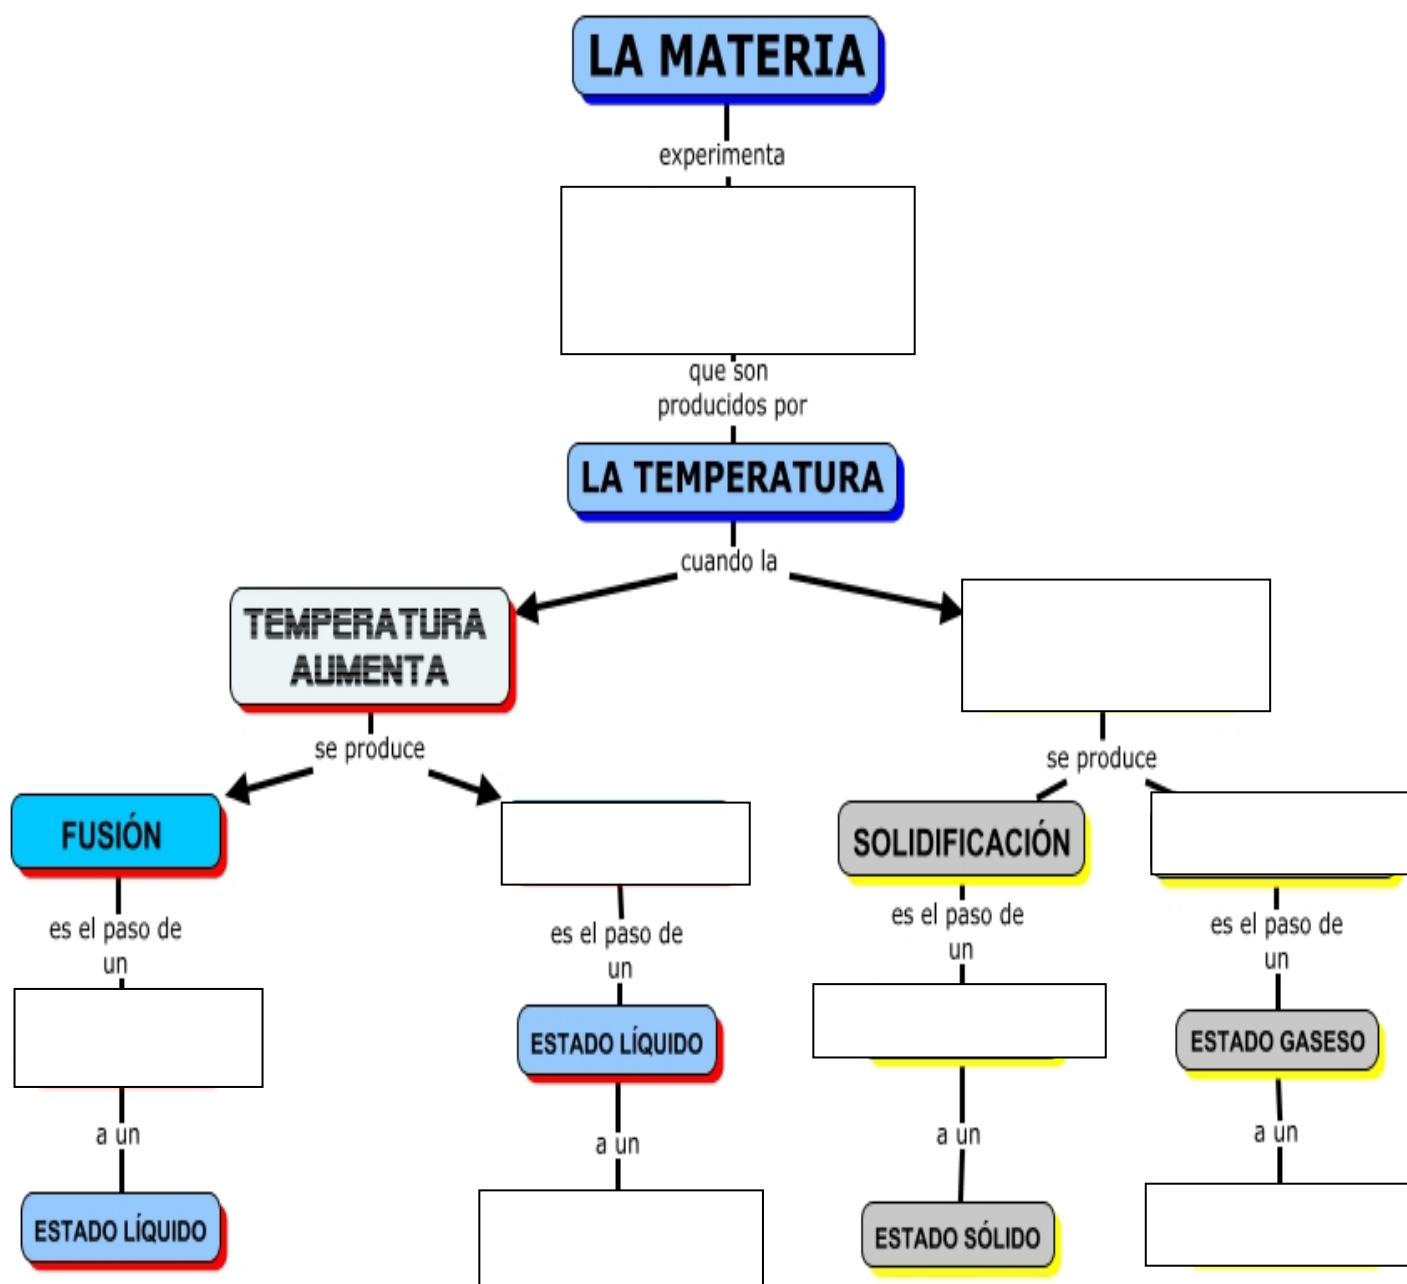 LA MATERIA
experimenta
que son
producidos por
LA TEMPERATURA
cuando la
TEMPERATURA
AUMENTA
se produce
se produce
FUSIÓN
SOLIDIFICACIÓN
es el paso de
un
es el paso de
un
es el paso de
un
es el paso de
un
ESTADO LÍQUIDO
ESTADO GASESO
a un
a un
a un
a un
ESTADO LÍQUIDO
ESTADO SÓLIDO